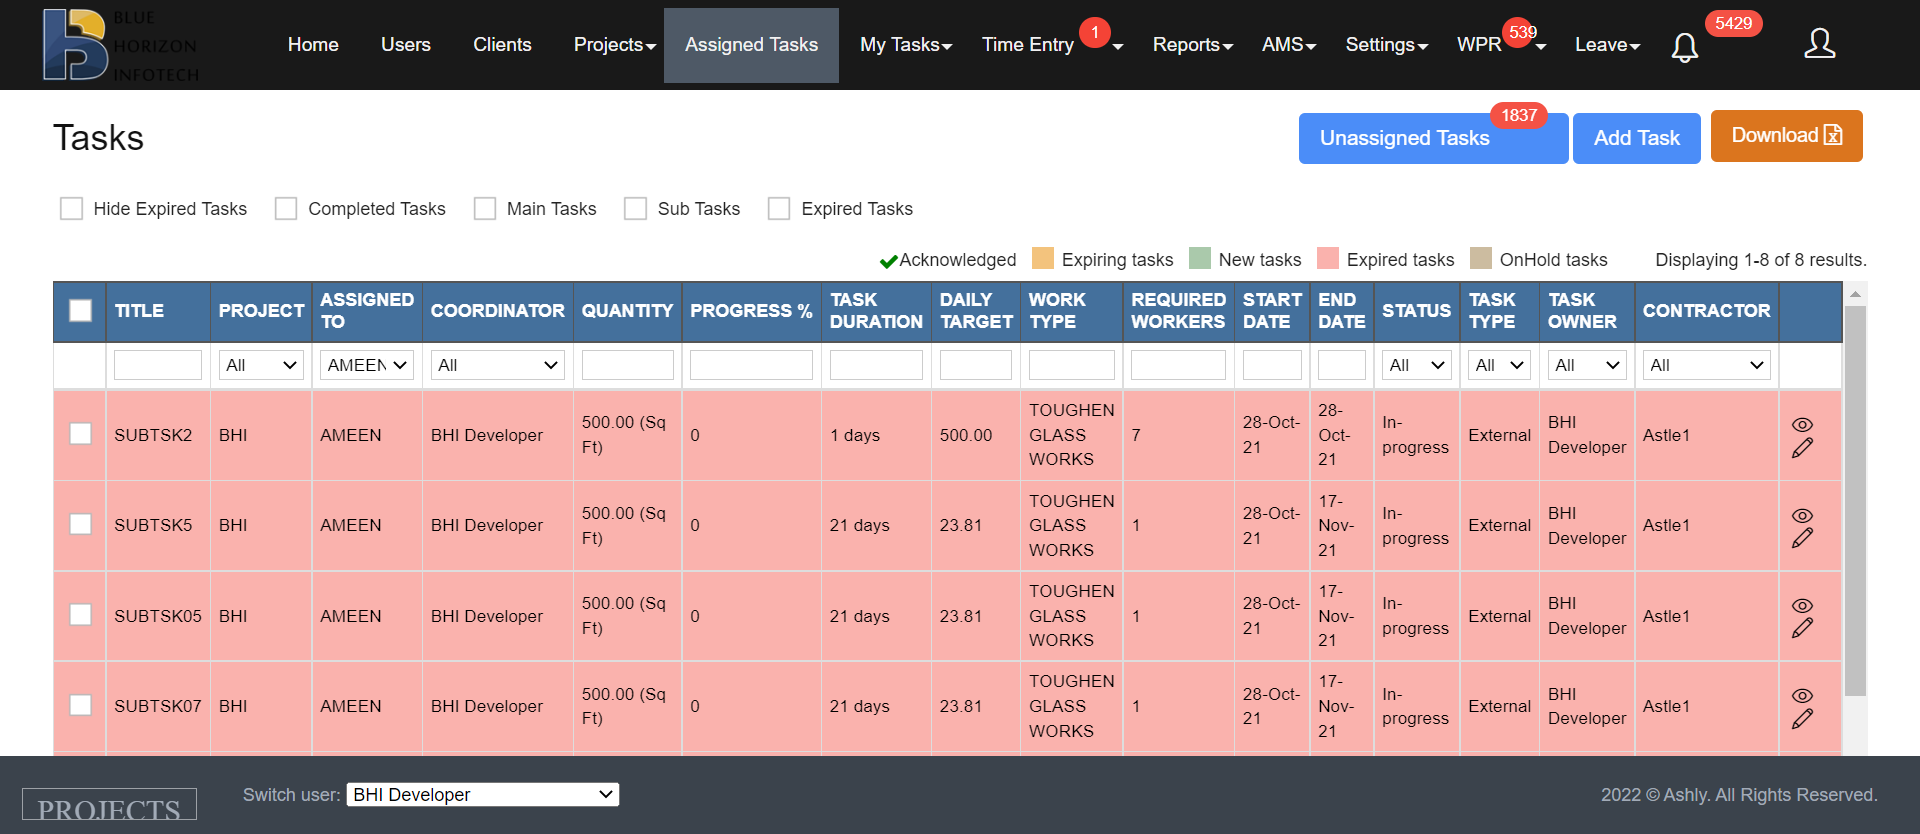 BLUE
HORIZON
INFOTECH
Home Users Clients Projects Assigned Tasks My Tasks Time Entry 1 Reports AMS Settings WPR 539 Leave 5429
Tasks
Unassigned Tasks 1837 Add Task Download
Hide Expired Tasks Completed Tasks Main Tasks Sub Tasks Expired Tasks
Acknowledged Expiring tasks New tasks Expired tasks OnHold tasks Displaying 1-8 of 8 results.
TITLE PROJECT ASSIGNED TO COORDINATOR QUANTITY PROGRESS % TASK DURATION DAILY TARGET WORK TYPE REQUIRED WORKERS START DATE END DATE STATUS TASK TYPE TASK OWNER CONTRACTOR
All AMEEN All All All All All
SUBTSK2 BHI AMEEN BHI Developer 500.00 (Sq Ft) 0 1 days 500.00 TOUGHEN GLASS WORKS 7 28-Oct-21 28-Oct-21 In-progress External BHI Developer Astle1
SUBTSK5 BHI AMEEN BHI Developer 500.00 (Sq Ft) 0 21 days 23.81 TOUGHEN GLASS WORKS 1 28-Oct-21 17-Nov-21 In-progress External BHI Developer Astle1
SUBTSK05 BHI AMEEN BHI Developer 500.00 (Sq Ft) 0 21 days 23.81 TOUGHEN GLASS WORKS 1 28-Oct-21 17-Nov-21 In-progress External BHI Developer Astle1
SUBTSK07 BHI AMEEN BHI Developer 500.00 (Sq Ft) 0 21 days 23.81 TOUGHEN GLASS WORKS 1 28-Oct-21 17-Nov-21 In-progress External BHI Developer Astle1
PROJECTS Switch user: BHI Developer 2022 © Ashly. All Rights Reserved.